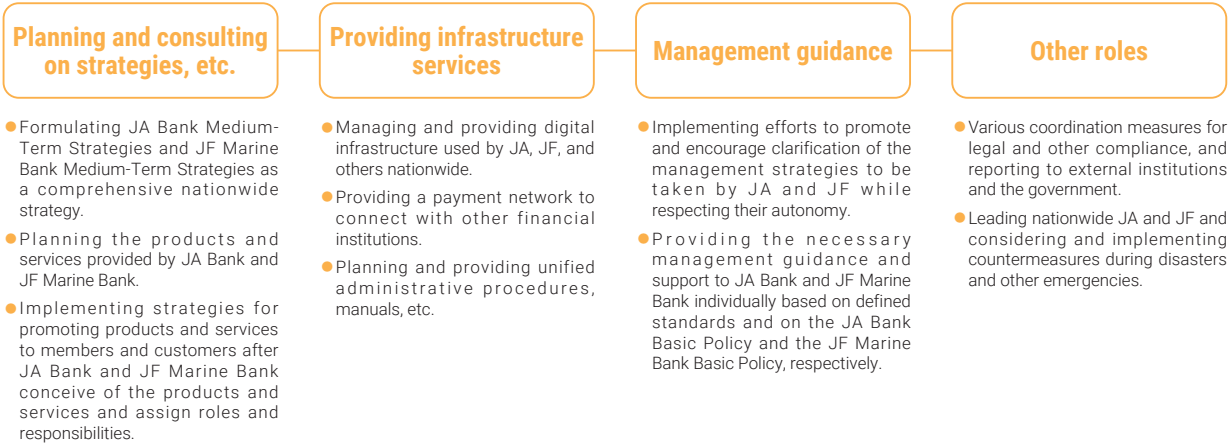 Planning and consulting
on strategies, etc.
●Formulating JA Bank Medium-
Term Strategies and JF Marine
Bank Medium-Term Strategies as
a comprehensive nationwide
strategy.
●Planning the products and
services provided by JA Bank and
JF Marine Bank.
●Implementing strategies for
promoting products and services
to members and customers after
JA Bank and JF Marine Bank
conceive of the products and
services and assign roles and
responsibilities.
Providing infrastructure
services
●Managing and providing digital
infrastructure used by JA, JF, and
others nationwide.
●Providing a payment network to
connect with other financial
institutions.
●Planning and providing unified
administrative procedures,
manuals, etc.
Management guidance
●Implementing efforts to promote
and encourage clarification of the
management strategies to be
taken by JA and JF while
respecting their autonomy.
●Providing the necessary
management guidance and
support to JA Bank and JF Marine
Bank individually based on defined
standards and on the JA Bank
Basic Policy and the JF Marine
Bank Basic Policy, respectively.
Other roles
●Various coordination measures for
legal and other compliance, and
reporting to external institutions
and the government.
●Leading nationwide JA and JF and
considering and implementing
countermeasures during disasters
and other emergencies.